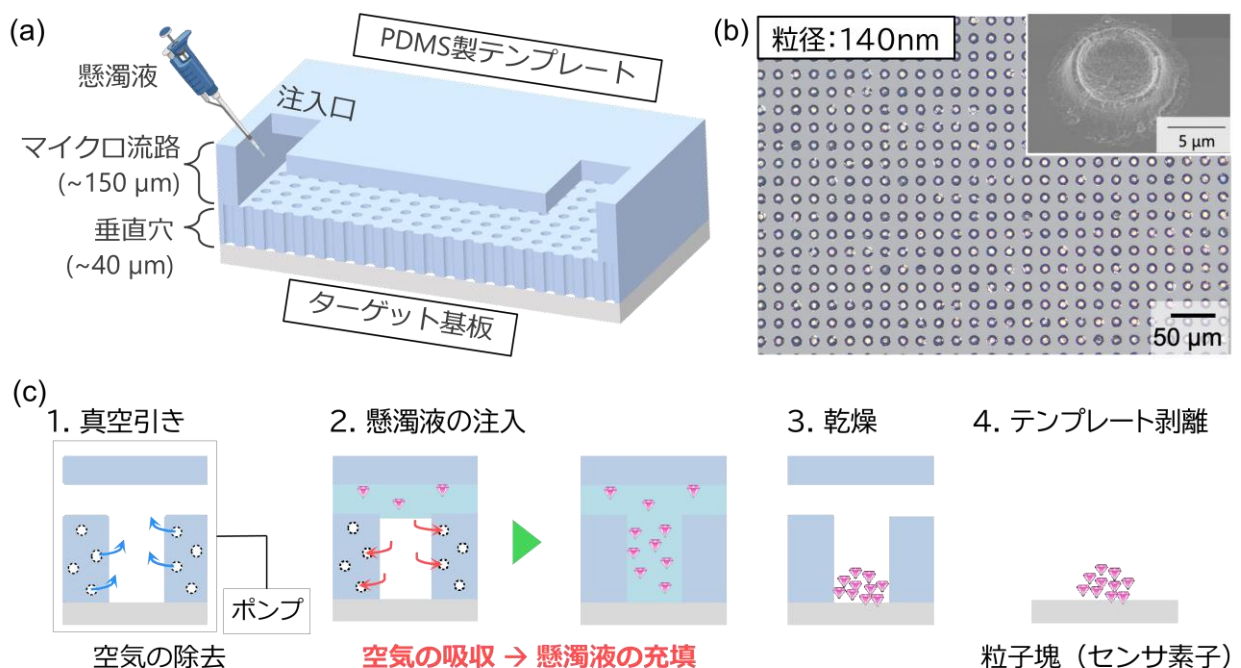 (a)
PDMS製テンプレート
懸濁液
注入口
マイクロ流路
(~150 μm)
垂直穴
(~40 μm)
ターゲット基板
(b)
粒径:140nm
5 μm
50 μm
(c)
1. 真空引き
2. 懸濁液の注入
3. 乾燥
4. テンプレート剥離
ポンプ
空気の除去
空気の吸収 → 懸濁液の充填
粒子塊（センサ素子）